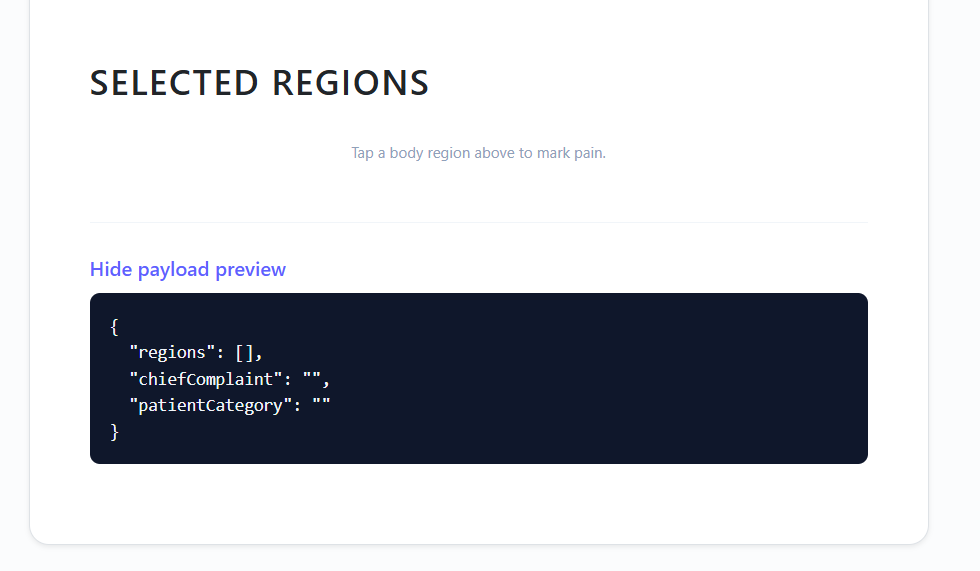 SELECTED REGIONS
Tap a body region above to mark pain.
Hide payload preview
{
  "regions": [],
  "chiefComplaint": "",
  "patientCategory": ""
}